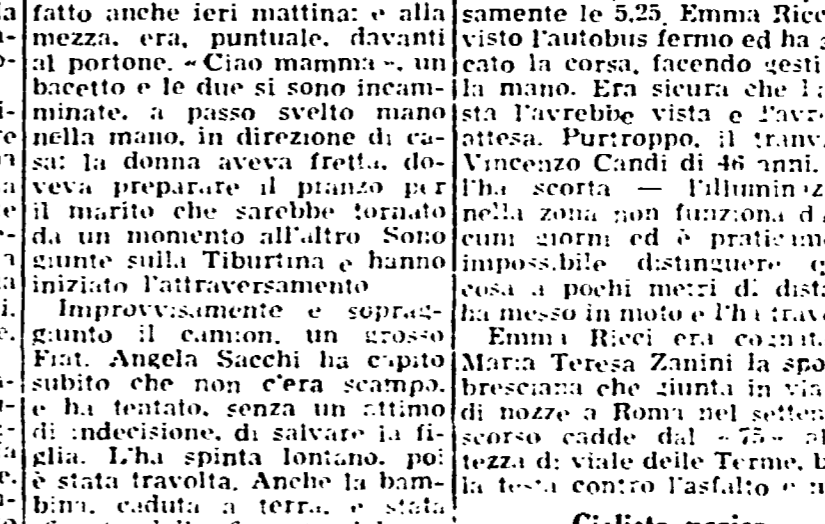 fatto anche ieri mattina: e alla
mezza. era, puntuale. davanti
al portone. «Ciao mamma», un
bacetto e le due si sono incam-
minate. a passo svelto mano
nella mano, in direzione di ca-
sa: la donna aveva fretta, do-
veva preparare il pranzo per
il marito che sarebbe tornato
da un momento all'altro Sono
giunte sulla Tiburtina e hanno
iniziato l'attraversamento
Improvvisamente e soprag-
giunto il camion. un grosso
Fiat. Angela Sacchi ha capito
subito che non c'era scampo.
e ha tentato. senza un attimo
di indecisione. di salvare la fi-
glia. L'ha spinta lontano. poi
è stata travolta. Anche la bam-
bina. caduta a terra. e stata
samente le 5,25. Emma Ricc
visto l'autobus fermo ed ha
cato la corsa, facendo gesti
la mano. Era sicura che
sta l'avrebbe vista e l'avr
attesa. Purtroppo. il tranv
Vincenzo Candi di 46 anni.
l'ha scorta — l'illuminaz
nella zona non funziona d
cuni giorni ed è praticame
impossibile distinguere
cosa a pochi metri di dista
ha messo in moto e l'ha trav
Emma Ricci era cognat
Maria Teresa Zanini la spo
bresciana che giunta in via
di nozze a Roma nel setten
scorso cadde dal «75» al
tezza di viale delle Terme, b
la testa contro l'asfalto e